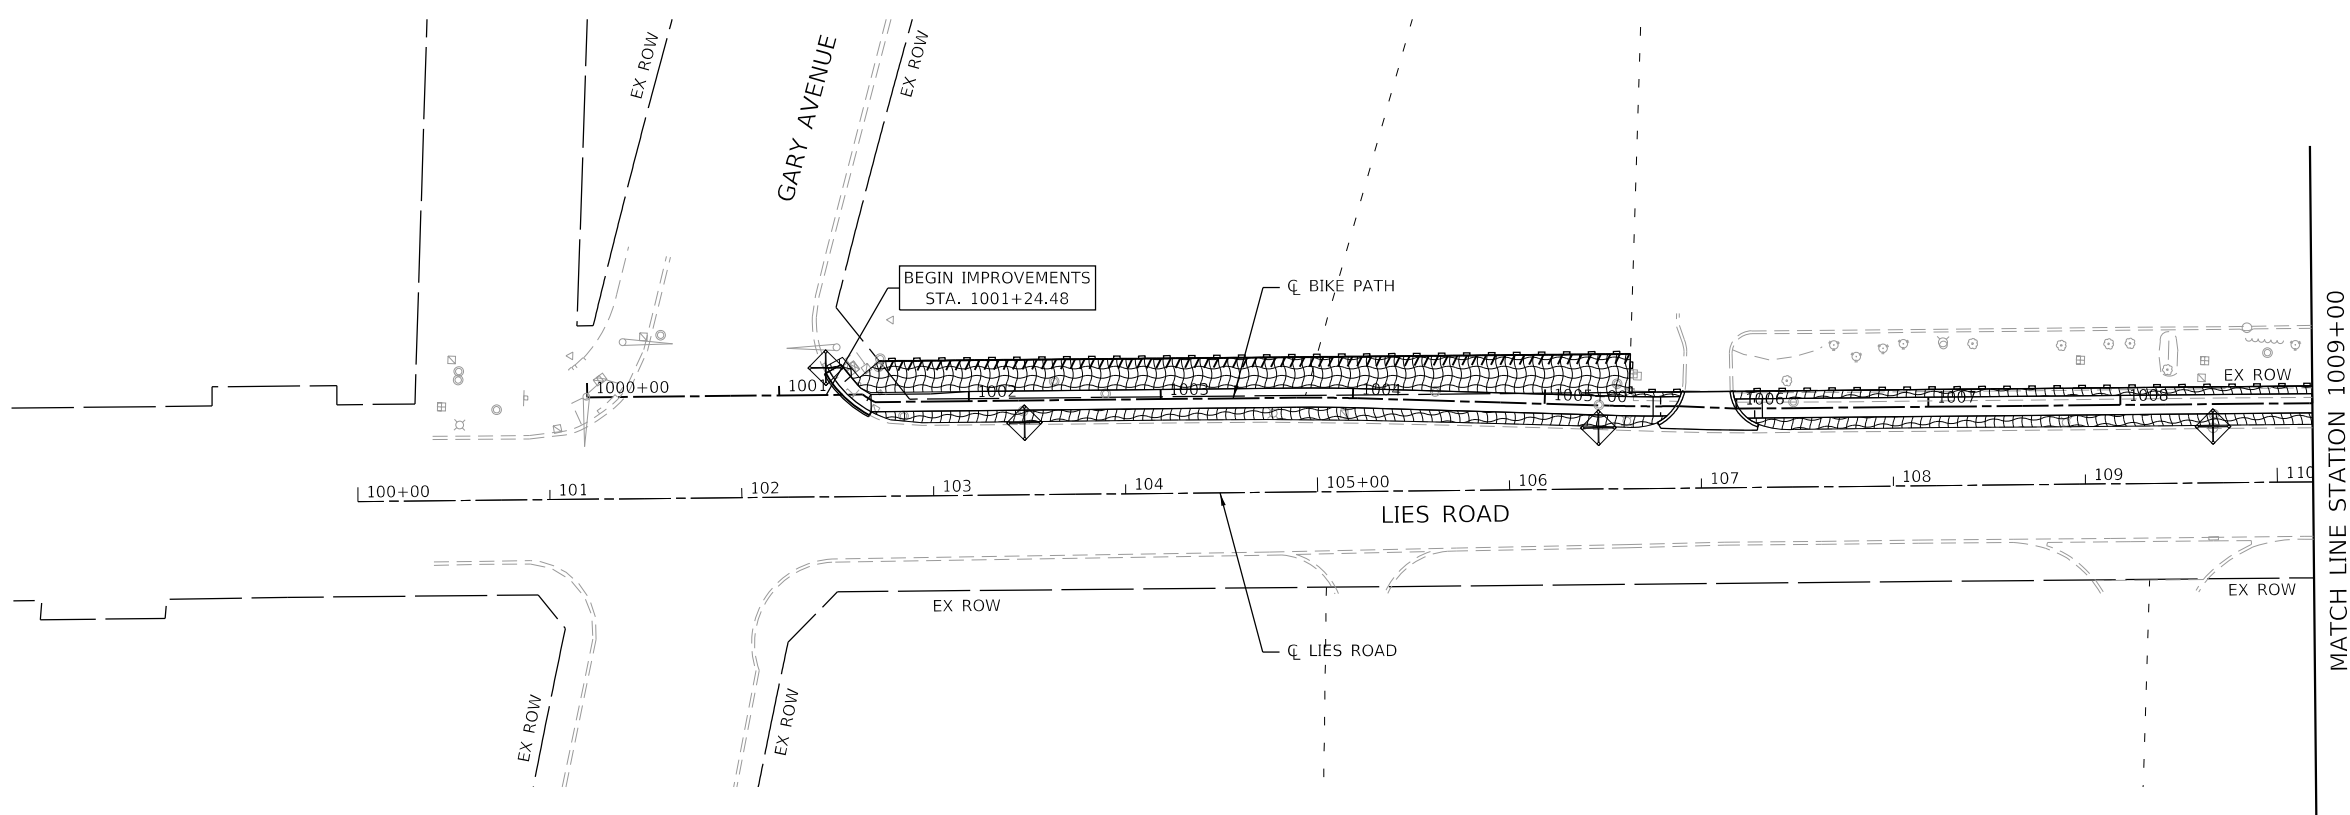 EX ROW
GARY AVENUE
EX ROW
BEGIN IMPROVEMENTS
STA. 1001+24.48
℄ BIKE PATH
MATCH LINE STATION 1009+00
EX ROW
1000+00
1001
1002
1003
1004
1005+00
1006
1007
1008
100+00
101
102
103
104
105+00
106
107
108
109
110
LIES ROAD
EX ROW
EX ROW
℄ LIES ROAD
EX ROW
EX ROW